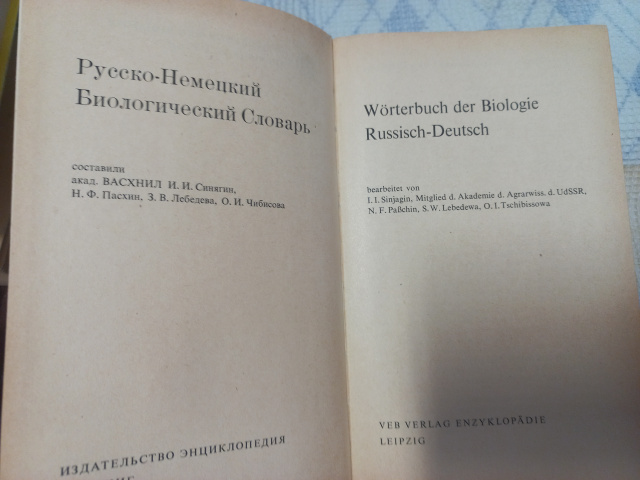 Русско-Немецкий
Биологический Словарь
составили
акад. ВАСХНИЛ И. И. Синягин,
Н. Ф. Пасхин, З. В. Лебедева, О. И. Чибисова
ИЗДАТЕЛЬСТВО ЭНЦИКЛОПЕДИЯ
Wörterbuch der Biologie
Russisch-Deutsch
bearbeitet von
I. I. Sinjagin, Mitglied d. Akademie d. Agrarwiss. d. UdSSR,
N. F. Paßchin, S. W. Lebedewa, O. I. Tschibissowa
VEB VERLAG ENZYKLOPÄDIE
LEIPZIG